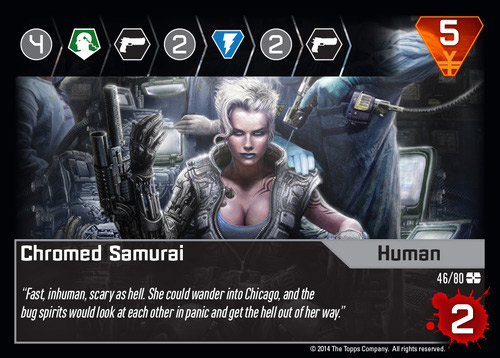 4 2 2 5
¥
Chromed Samurai Human
46/80
"Fast, inhuman, scary as hell. She could wander into Chicago, and the
bug spirits would look at each other in panic and get the hell out of her way."
2
© 2014 The Topps Company. All rights reserved.